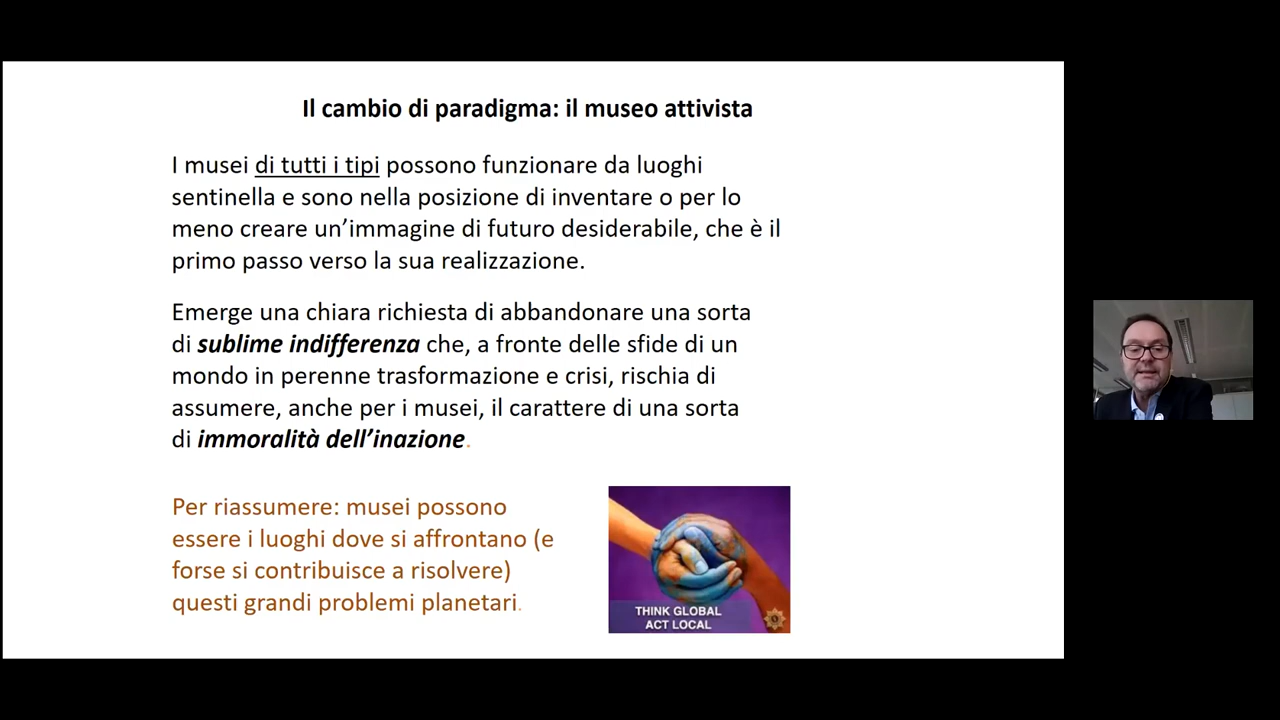 Il cambio di paradigma: il museo attivista
I musei di tutti i tipi possono funzionare da luoghi
sentinella e sono nella posizione di inventare o per lo
meno creare un’immagine di futuro desiderabile, che è il
primo passo verso la sua realizzazione.
Emerge una chiara richiesta di abbandonare una sorta
di sublime indifferenza che, a fronte delle sfide di un
mondo in perenne trasformazione e crisi, rischia di
assumere, anche per i musei, il carattere di una sorta
di immoralità dell’inazione.
Per riassumere: musei possono
essere i luoghi dove si affrontano (e
forse si contribuisce a risolvere)
questi grandi problemi planetari.
THINK GLOBAL
ACT LOCAL